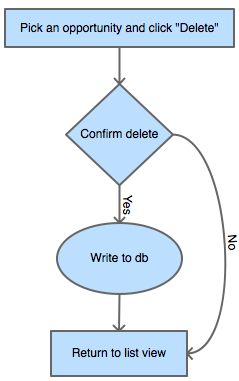 Pick an opportunity and click "Delete"
Confirm delete
Yes
No
Write to db
Return to list view